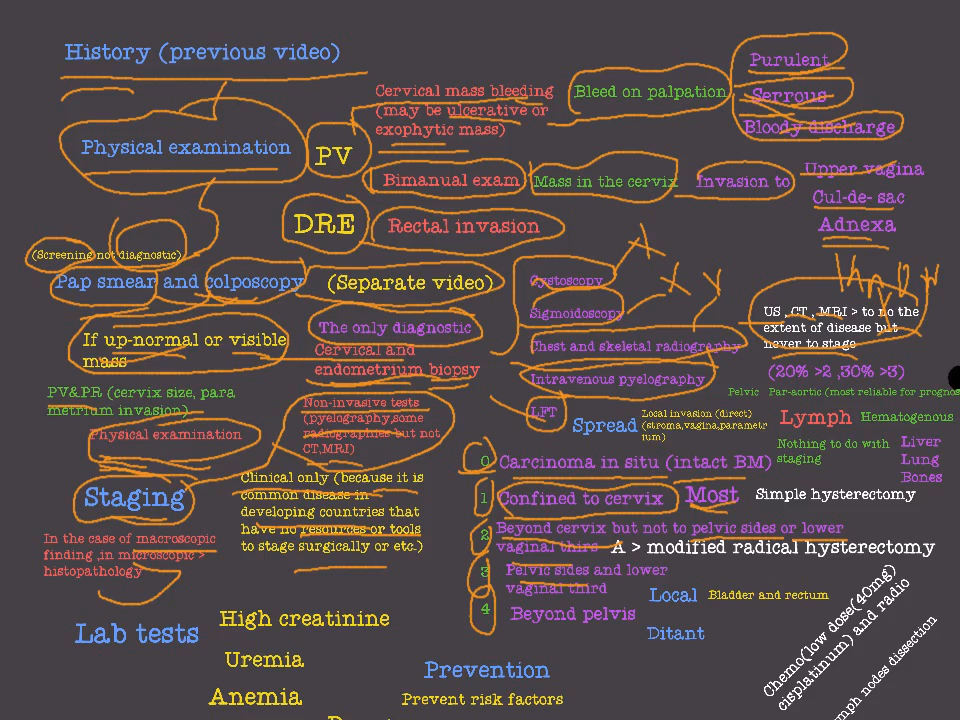 History (previous video)
Physical examination
PV
Cervical mass bleeding
(may be ulcerative or
exophytic mass)
Bleed on palpation
Purulent
Serrous
Bloody discharge
Bimanual exam
Mass in the cervix
Invasion to
Upper vagina
Cul-de- sac
Adnexa
DRE
Rectal invasion
(Screening not diagnostic)
Pap smear and colposcopy
(Separate video)
Cystoscopy
Sigmoidoscopy
Chest and skeletal radiography
Intravenous pyelography
LFT
US , CT , MRI > to no the
extent of disease but
never to stage
If up-normal or visible
mass
The only diagnostic
Cervical and
endometrium biopsy
(20% >2 ,30% >3)
Pelvic
Par-aortic (most reliable for prognos
PV&PR (cervix size, para
metrium invasion)
Physical examination
Non-invasive tests
(pyelography,some
radiographies but not
CT,MRI)
Spread
Local invasion (direct)
(stroma,vagina,parametr
ium)
Lymph
Hematogenous
Nothing to do with
staging
Liver
Lung
Bones
Staging
Clinical only (because it is
common disease in
developing countries that
have no resources or tools
to stage surgically or etc.)
0 Carcinoma in situ (intact BM)
1 Confined to cervix
Most
Simple hysterectomy
2 Beyond cervix but not to pelvic sides or lower
vaginal thirs
A > modified radical hysterectomy
3 Pelvic sides and lower
vaginal third
4 Beyond pelvis
Local
Bladder and rectum
Ditant
In the case of macroscopic
finding ,in microscopic >
histopathology
Chemo(low dose(40mg)
cisplatinum) and radio
mph nodes dissection
Lab tests
High creatinine
Uremia
Anemia
Prevention
Prevent risk factors